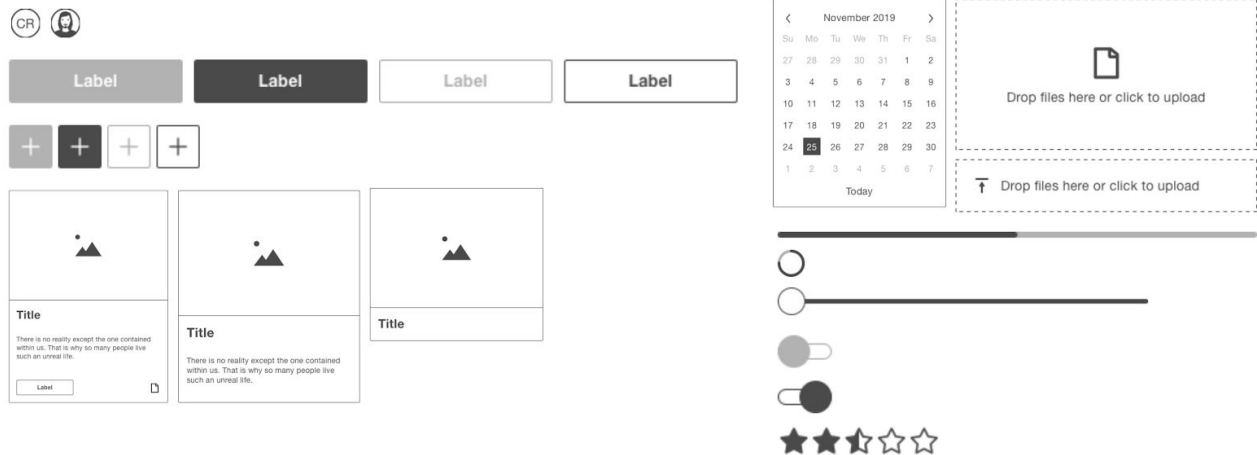 CR
Label
Label
Label
Label
Title
There is no reality except the one contained
within us. That is why so many people live
such an unreal life.
Label
Title
There is no reality except the one contained
within us. That is why so many people live
such an unreal life.
Title
November 2019
Su Mo Tu We Th Fr Sa
27 28 29 30 31 1 2
3 4 5 6 7 8 9
10 11 12 13 14 15 16
17 18 19 20 21 22 23
24 25 26 27 28 29 30
1 2 3 4 5 6 7
Today
Drop files here or click to upload
Drop files here or click to upload